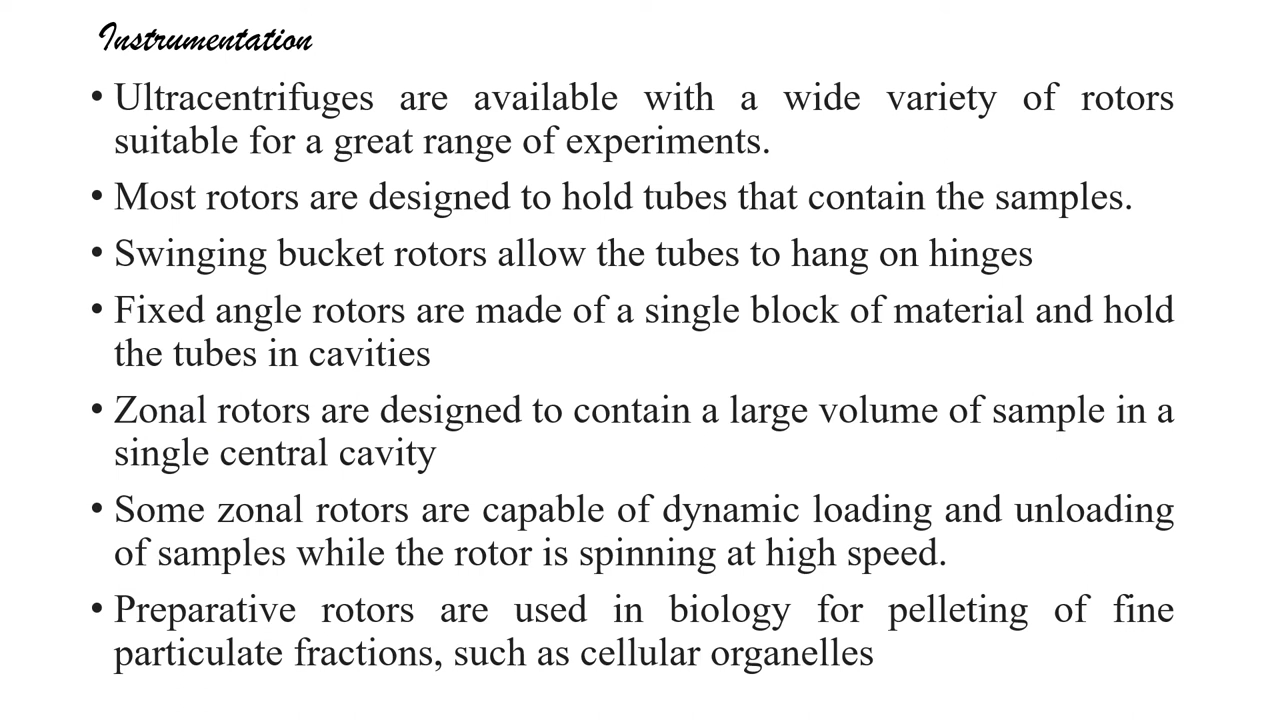 Instrumentation
• Ultracentrifuges are available with a wide variety of rotors
suitable for a great range of experiments.
• Most rotors are designed to hold tubes that contain the samples.
• Swinging bucket rotors allow the tubes to hang on hinges
• Fixed angle rotors are made of a single block of material and hold
the tubes in cavities
• Zonal rotors are designed to contain a large volume of sample in a
single central cavity
• Some zonal rotors are capable of dynamic loading and unloading
of samples while the rotor is spinning at high speed.
• Preparative rotors are used in biology for pelleting of fine
particulate fractions, such as cellular organelles